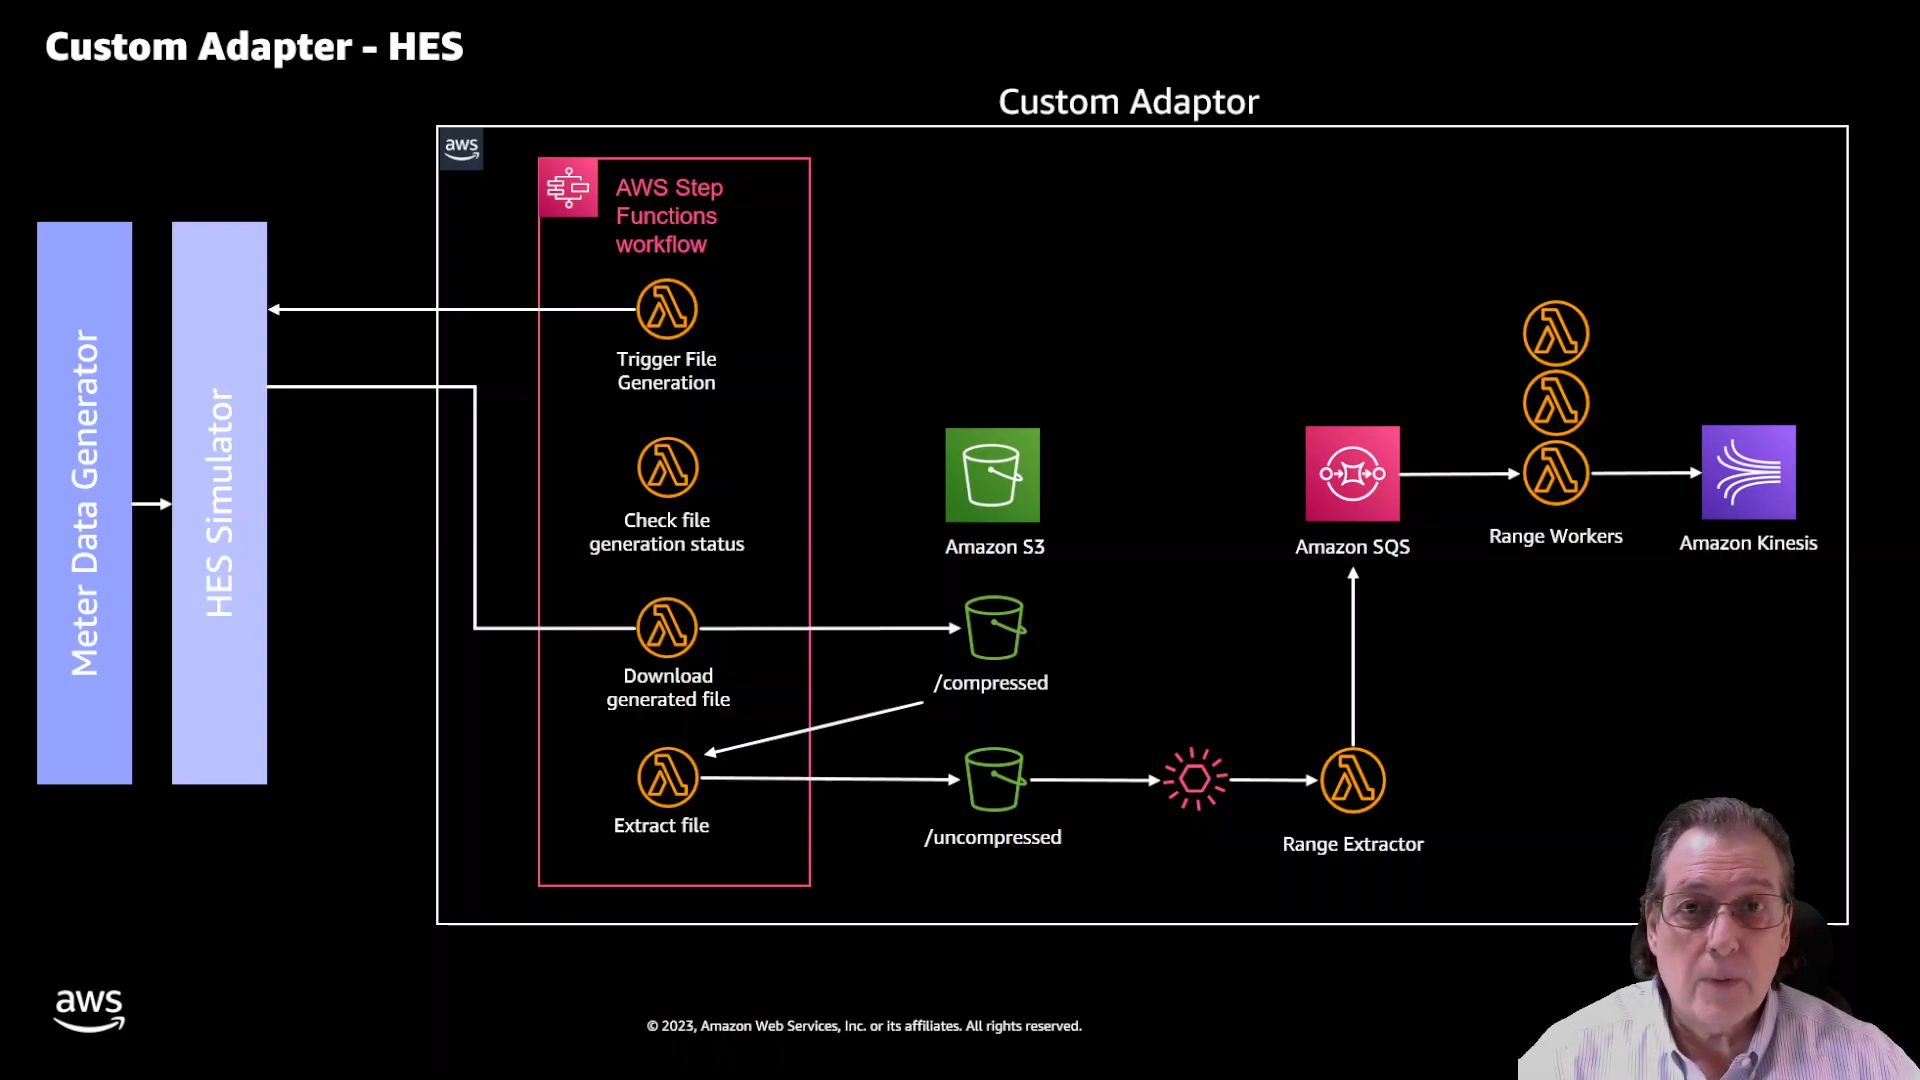 Custom Adapter - HES
Custom Adaptor
aws
AWS Step
Functions
workflow
Meter Data Generator
HES Simulator
Trigger File
Generation
Check file
generation status
Download
generated file
Extract file
Amazon S3
/compressed
/uncompressed
Amazon SQS
Range Extractor
Range Workers
Amazon Kinesis
aws
© 2023, Amazon Web Services, Inc. or its affiliates. All rights reserved.